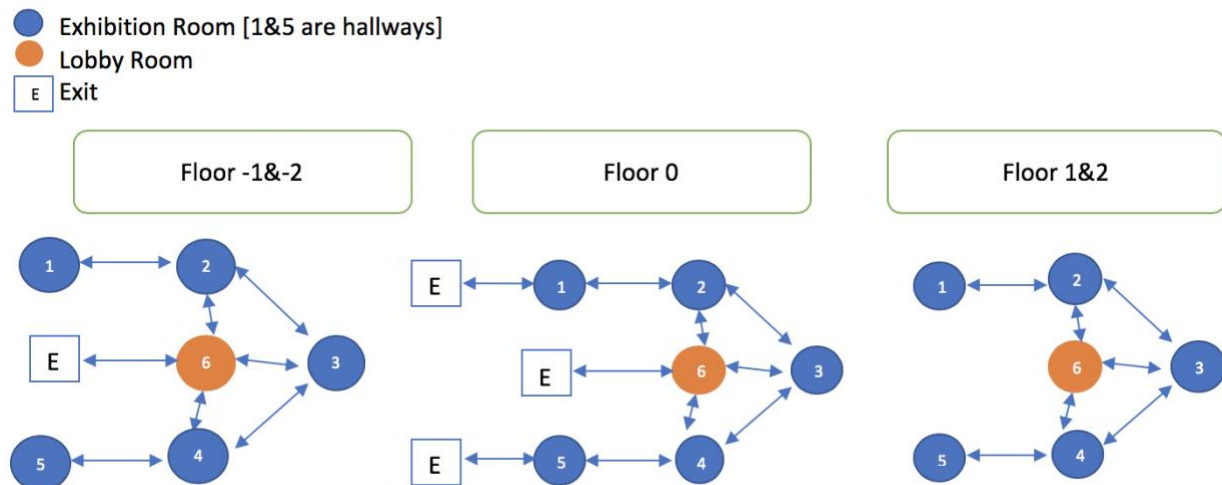 Exhibition Room [1&5 are hallways]
Lobby Room
E Exit
Floor -1&-2
Floor 0
Floor 1&2
1 2
E 6 3
5 4
E 1 2
E 6 3
E 5 4
1 2
6 3
5 4